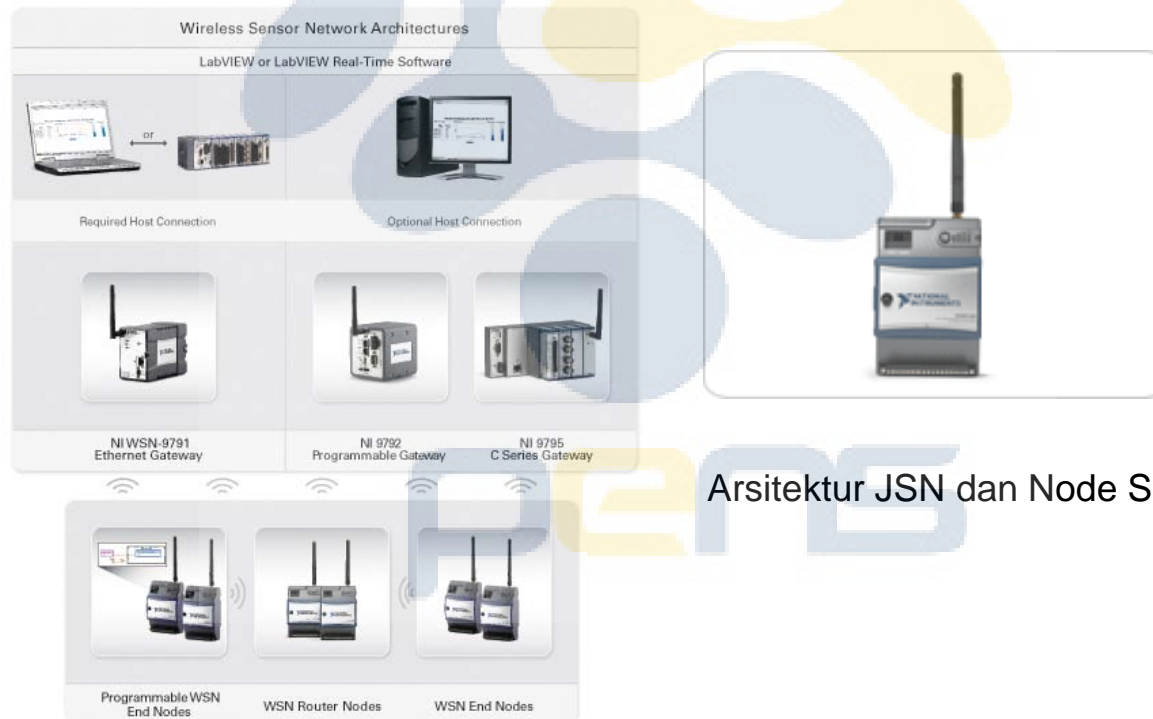 Wireless Sensor Network Architectures
LabVIEW or LabVIEW Real-Time Software
or
Required Host Connection
Optional Host Connection
NI WSN-9791
Ethernet Gateway
NI 9792
Programmable Gateway
NI 9795
C Series Gateway
Programmable WSN
End Nodes
WSN Router Nodes
WSN End Nodes
NATIONAL
INSTRUMENTS
Arsitektur JSN dan Node S
pens